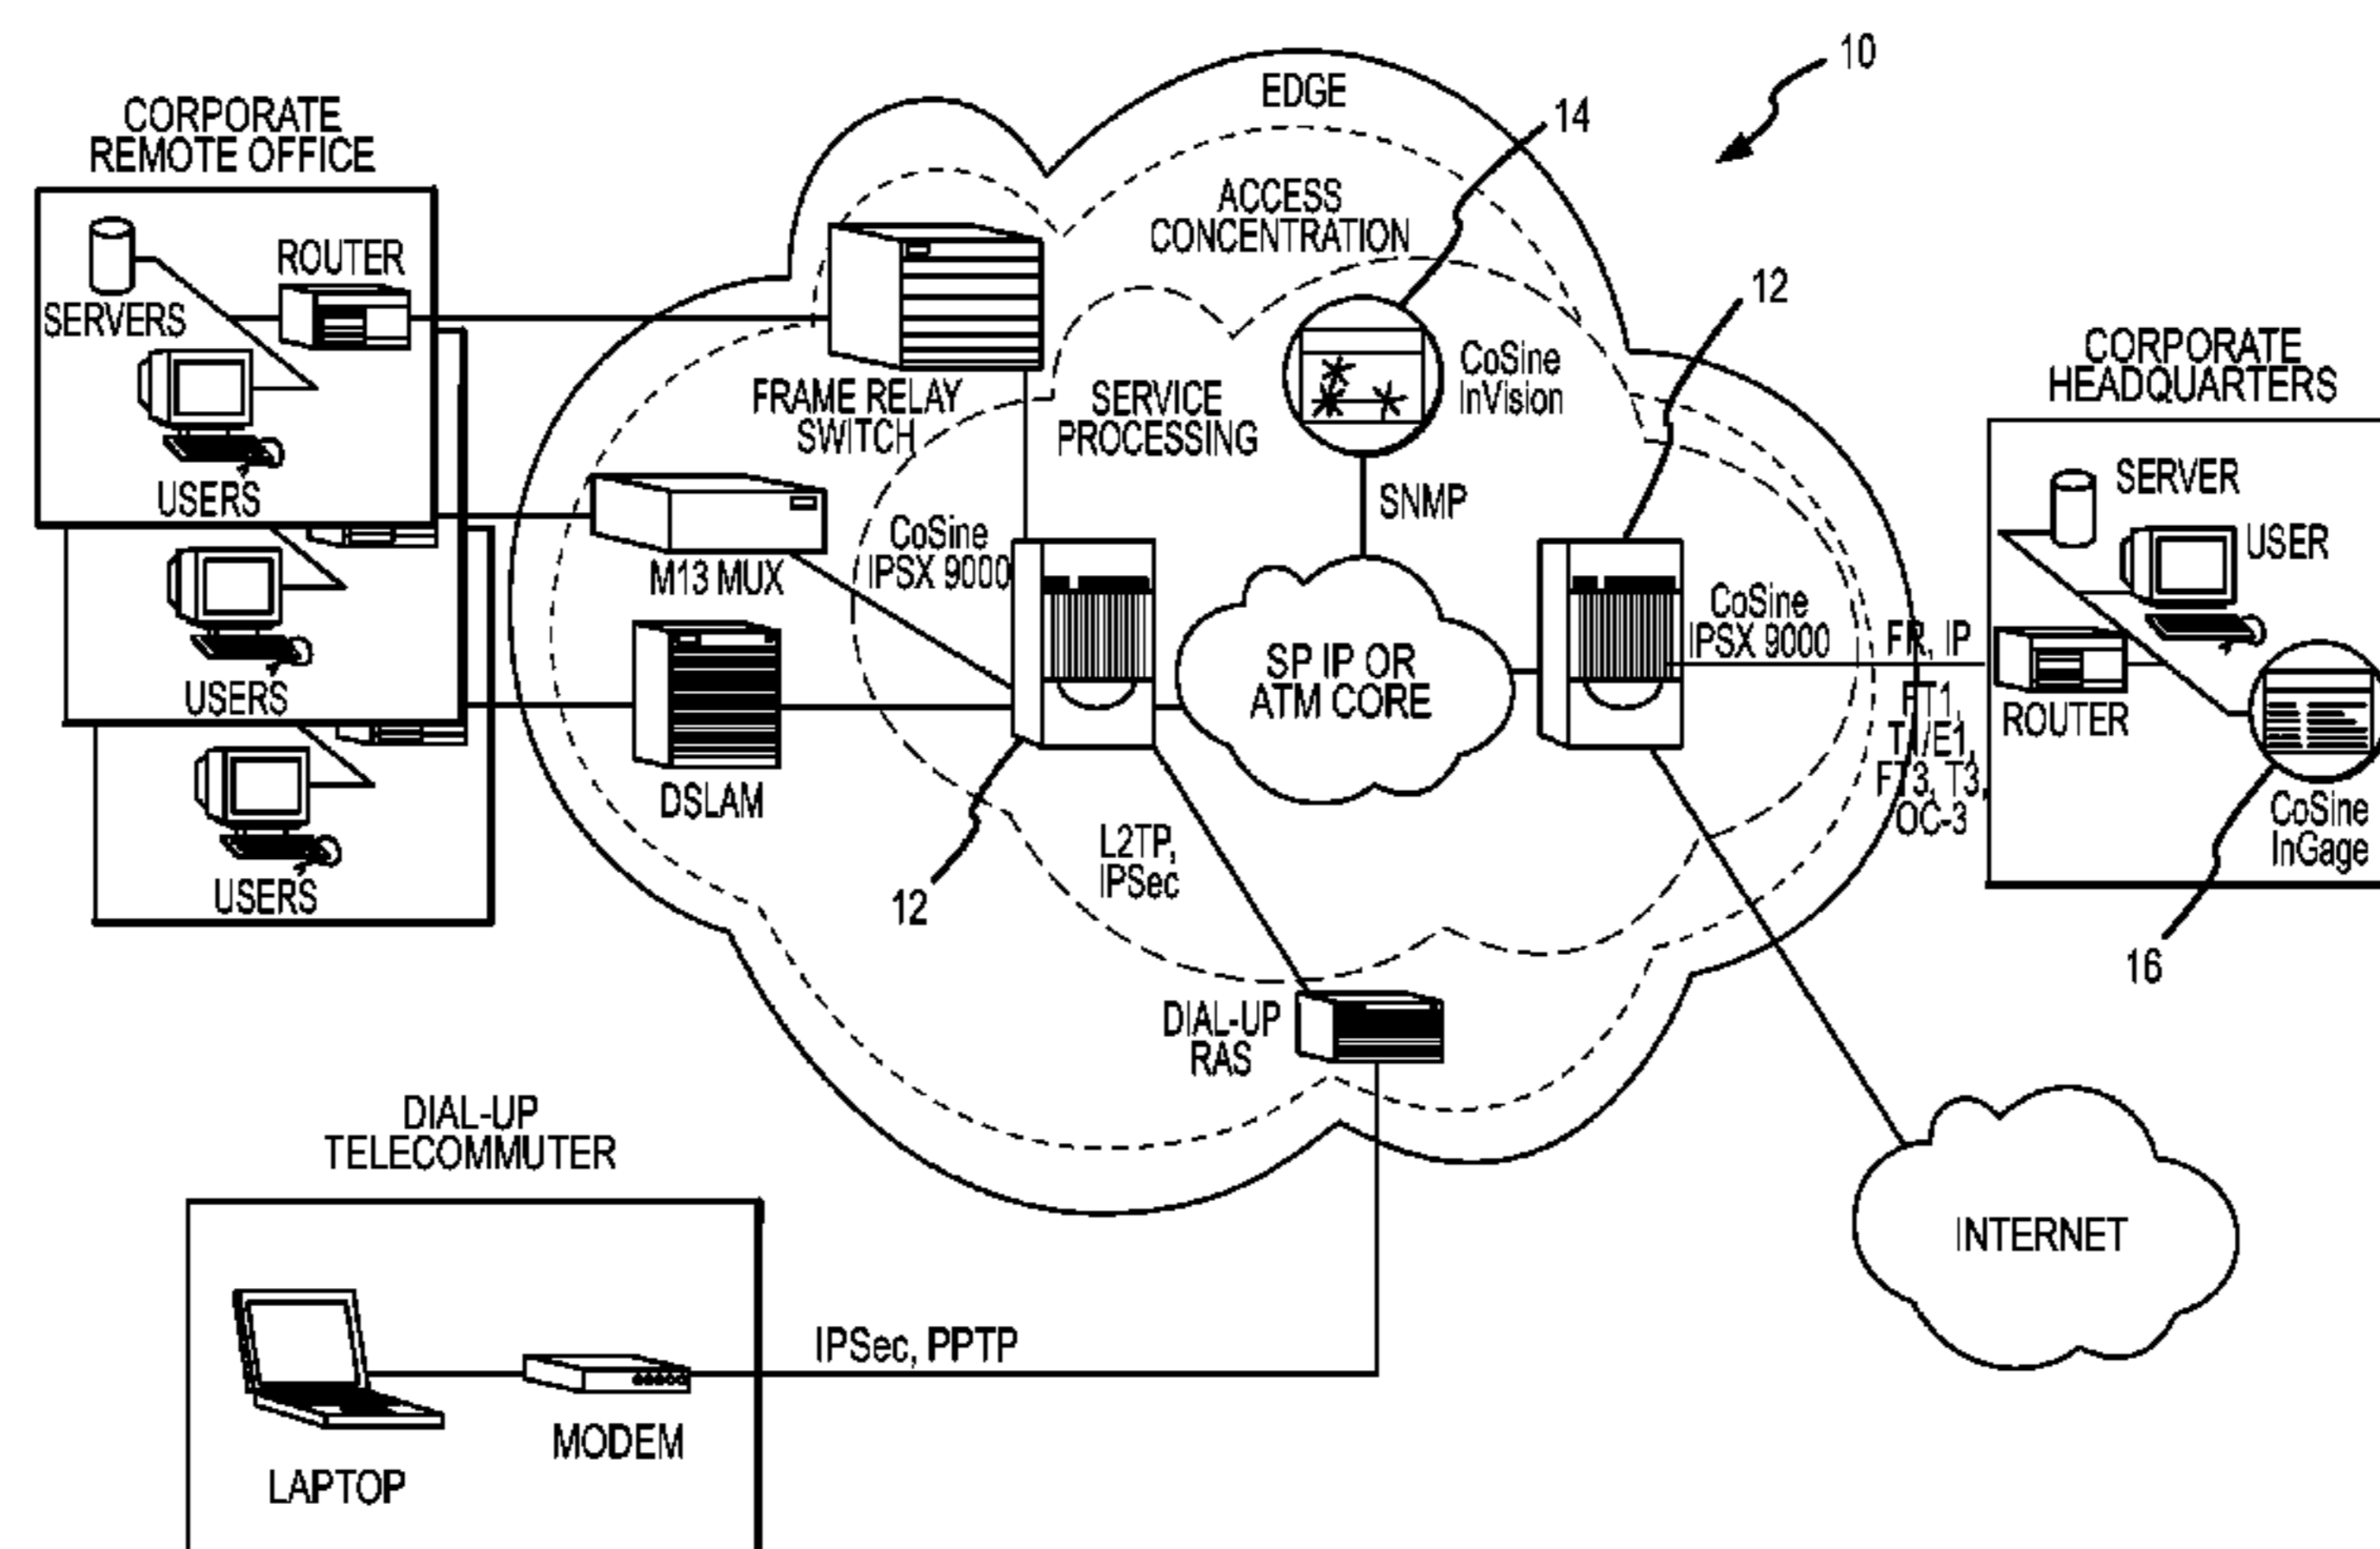 10
EDGE
14
CORPORATE
REMOTE OFFICE
ACCESS
CONCENTRATION
ROUTER
SERVERS
12
CoSine
InVision
CORPORATE
HEADQUARTERS
FRAME RELAY
SWITCH
SERVICE
PROCESSING
USERS
SNMP
SERVER
USER
CoSine
IPSX 9000
M13 MUX
CoSine
IPSX 9000
FR, IP
SP IP OR
ATM CORE
USERS
FT1,
T1/E1,
FT3, T3,
OC-3
ROUTER
DSLAM
CoSine
InGage
L2TP,
IPSec
USERS
12
16
DIAL-UP
RAS
DIAL-UP
TELECOMMUTER
INTERNET
IPSec, PPTP
MODEM
LAPTOP